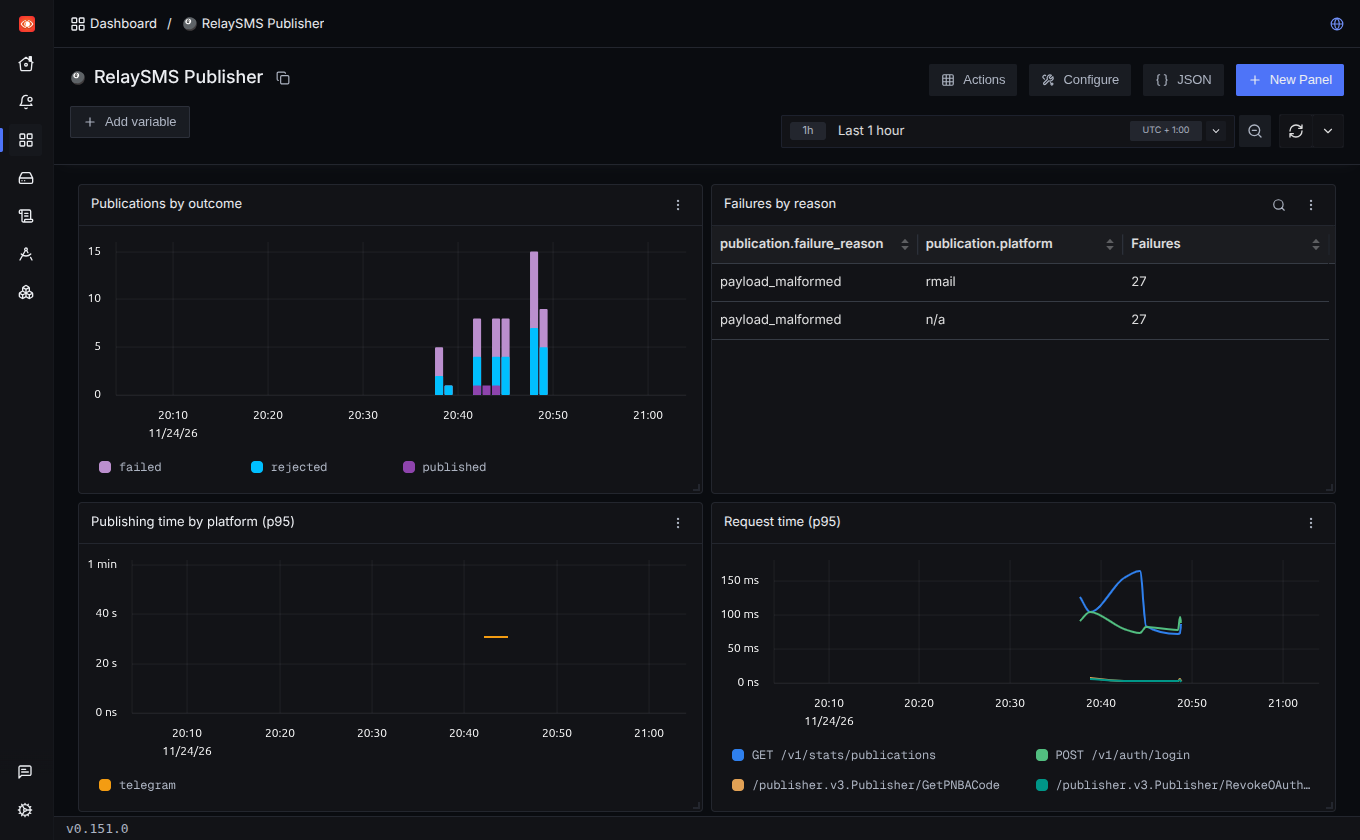 Dashboard / RelaySMS Publisher
RelaySMS Publisher
Actions
Configure
{ } JSON
+ New Panel
+ Add variable
1h Last 1 hour UTC + 1:00
Publications by outcome
15
10
5
0
20:10 20:20 20:30 20:40 20:50 21:00
11/24/26
failed rejected published
Failures by reason
publication.failure_reason publication.platform Failures
payload_malformed rmail 27
payload_malformed n/a 27
Publishing time by platform (p95)
1 min
40 s
20 s
0 ns
20:10 20:20 20:30 20:40 20:50 21:00
11/24/26
telegram
Request time (p95)
150 ms
100 ms
50 ms
0 ns
20:10 20:20 20:30 20:40 20:50 21:00
11/24/26
GET /v1/stats/publications POST /v1/auth/login
/publisher.v3.Publisher/GetPNBACode /publisher.v3.Publisher/RevokeOAuth…
v0.151.0